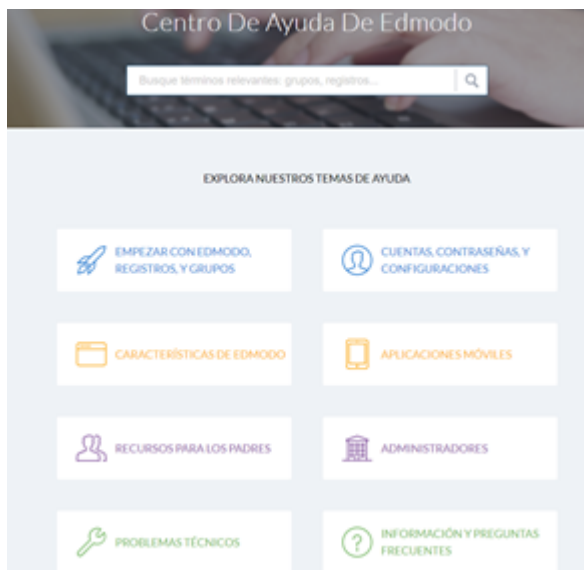 Centro De Ayuda De Edmodo
Busque términos relevantes: grupos, registros...
EXPLORA NUESTROS TEMAS DE AYUDA
EMPEZAR CON EDMODO,
REGISTROS, Y GRUPOS
CUENTAS, CONTRASEÑAS, Y
CONFIGURACIONES
CARACTERÍSTICAS DE EDMODO
APLICACIONES MÓVILES
RECURSOS PARA LOS PADRES
ADMINISTRADORES
PROBLEMAS TÉCNICOS
INFORMACIÓN Y PREGUNTAS
FRECUENTES